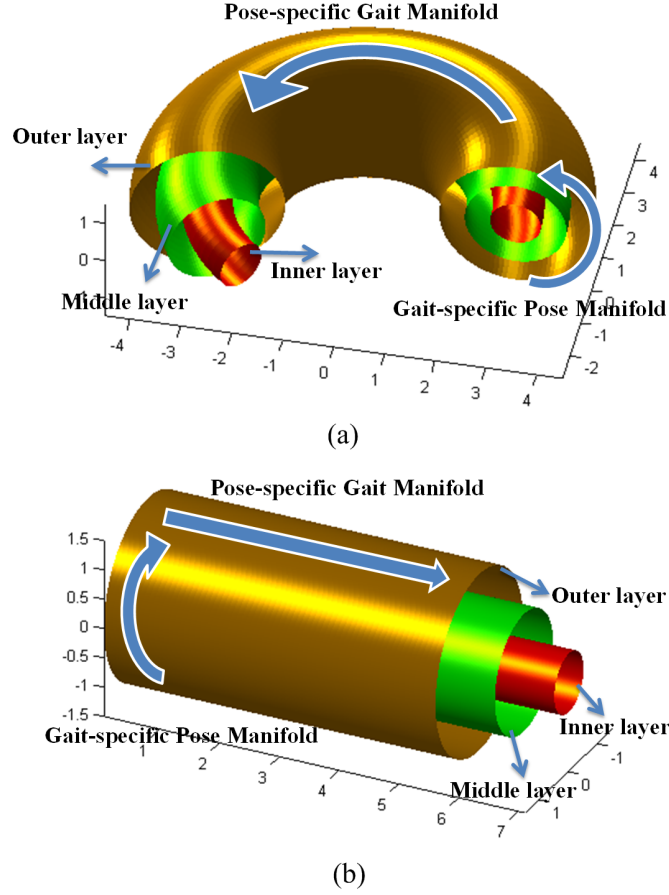 Pose-specific Gait Manifold
Outer layer
Inner layer
Middle layer
Gait-specific Pose Manifold
1
0
-4
-3
-2
-1
0
1
2
3
4
-2
-1
0
1
2
3
4
(a)
Pose-specific Gait Manifold
1.5
1
0.5
0
-0.5
-1
-1.5
Outer layer
Inner layer
Gait-specific Pose Manifold
Middle layer
1
2
3
4
5
6
7
-1
0
1
(b)